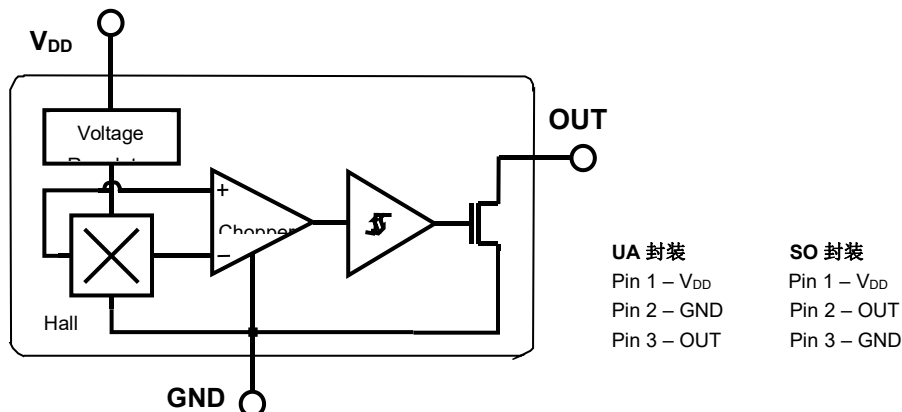 VDD
OUT
Voltage
+
Chopper
−
Hall
GND
UA 封装
Pin 1 – VDD
Pin 2 – GND
Pin 3 – OUT
SO 封装
Pin 1 – VDD
Pin 2 – OUT
Pin 3 – GND